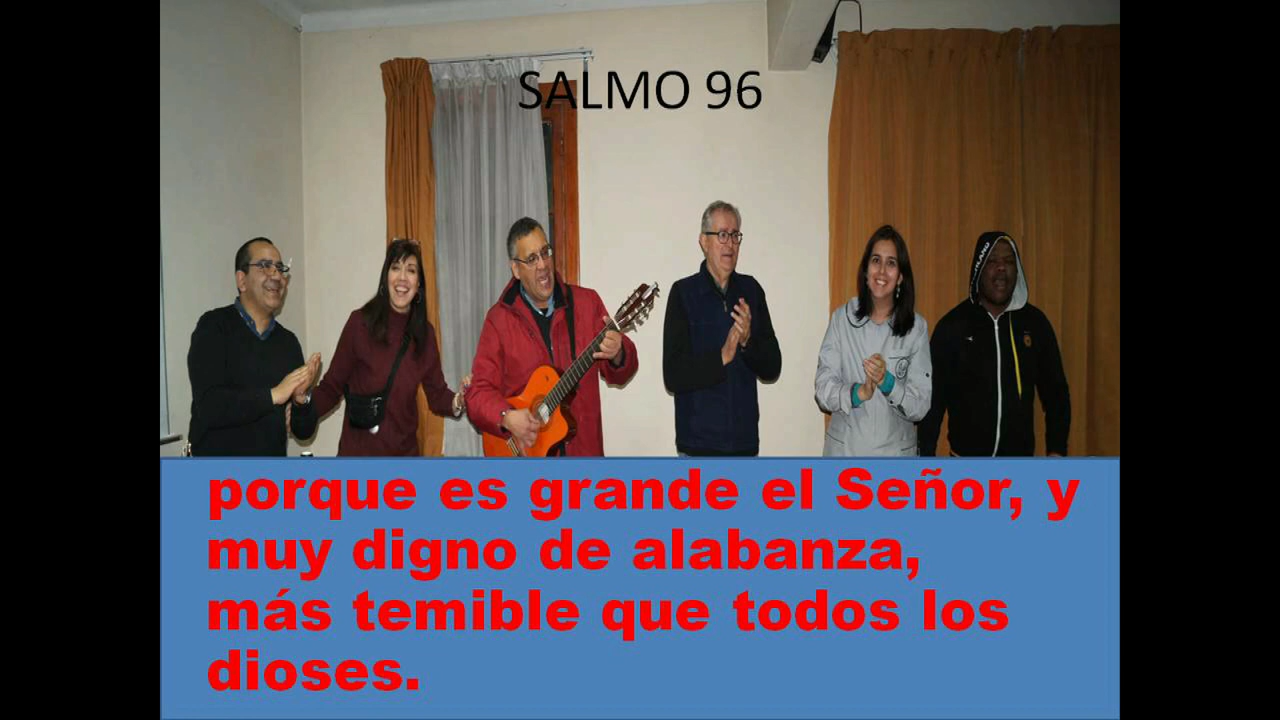 SALMO 96
porque es grande el Señor, y
muy digno de alabanza,
más temible que todos los
dioses.